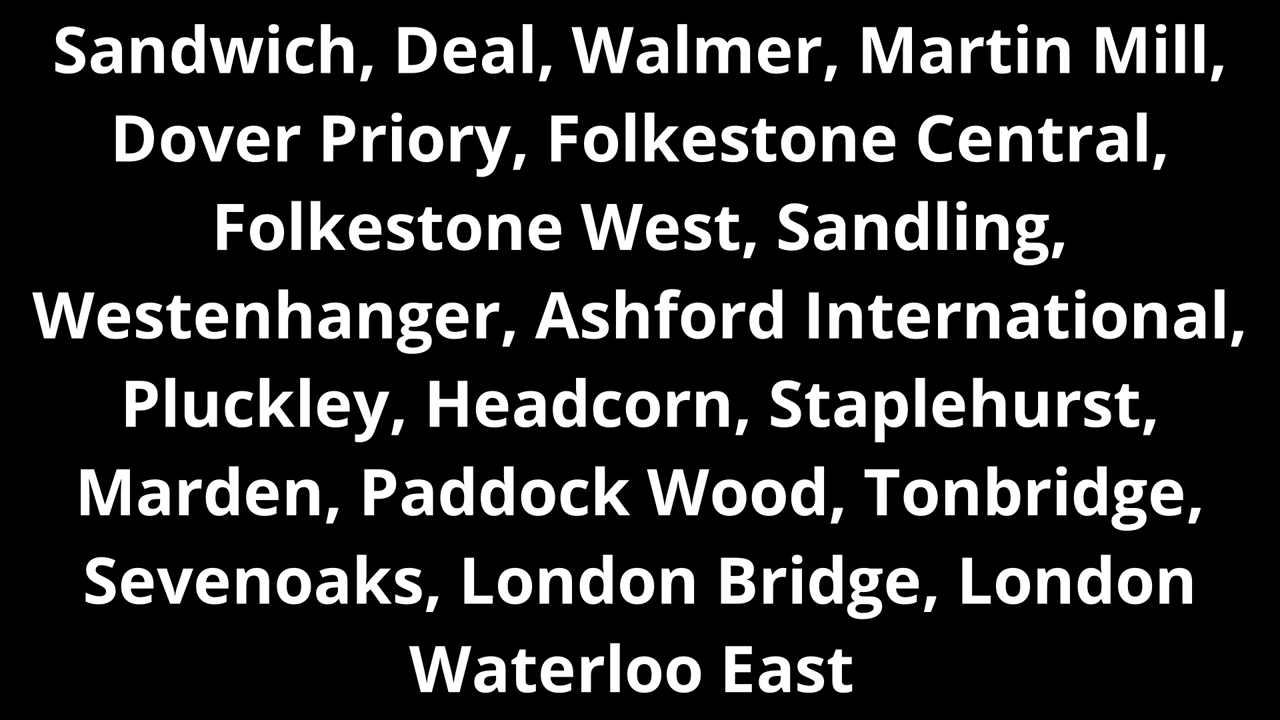 Sandwich, Deal, Walmer, Martin Mill,
Dover Priory, Folkestone Central,
Folkestone West, Sandling,
Westenhanger, Ashford International,
Pluckley, Headcorn, Staplehurst,
Marden, Paddock Wood, Tonbridge,
Sevenoaks, London Bridge, London
Waterloo East